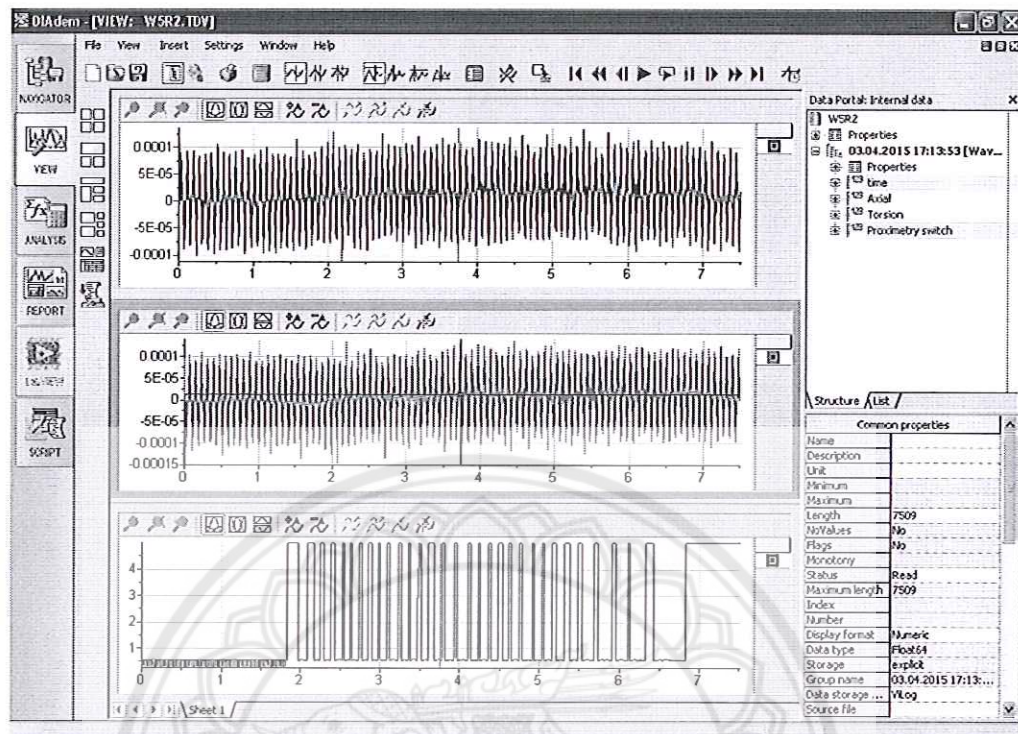 DIAdem - [VIEW: W5R2.TDV]
File View Insert Settings Window Help
NAVIGATOR
VIEW
ANALYSIS
REPORT
SCRIPT
0.0001
5E-05
0
-5E-05
-0.0001
0 1 2 3 4 5 6 7
0.0001
5E-05
0
-5E-05
-0.0001
-0.00015
0 1 2 3 4 5 6 7
4
3
2
1
0 1 2 3 4 5 6 7
Sheet 1
Data Portal: Internal data
W5R2
Properties
03.04.2015 17:13:53 [Wav...
Properties
time
Axial
Torsion
Proximetry switch
Structure List
Common properties
Name
Description
Unit
Minimum
Maximum
Length 7509
NoValues No
Flags No
Monotony
Status Read
Maximum length 7509
Index
Number
Display format Numeric
Data type Float64
Storage explicit
Group name 03.04.2015 17:13:...
Data storage ... ViLog
Source file